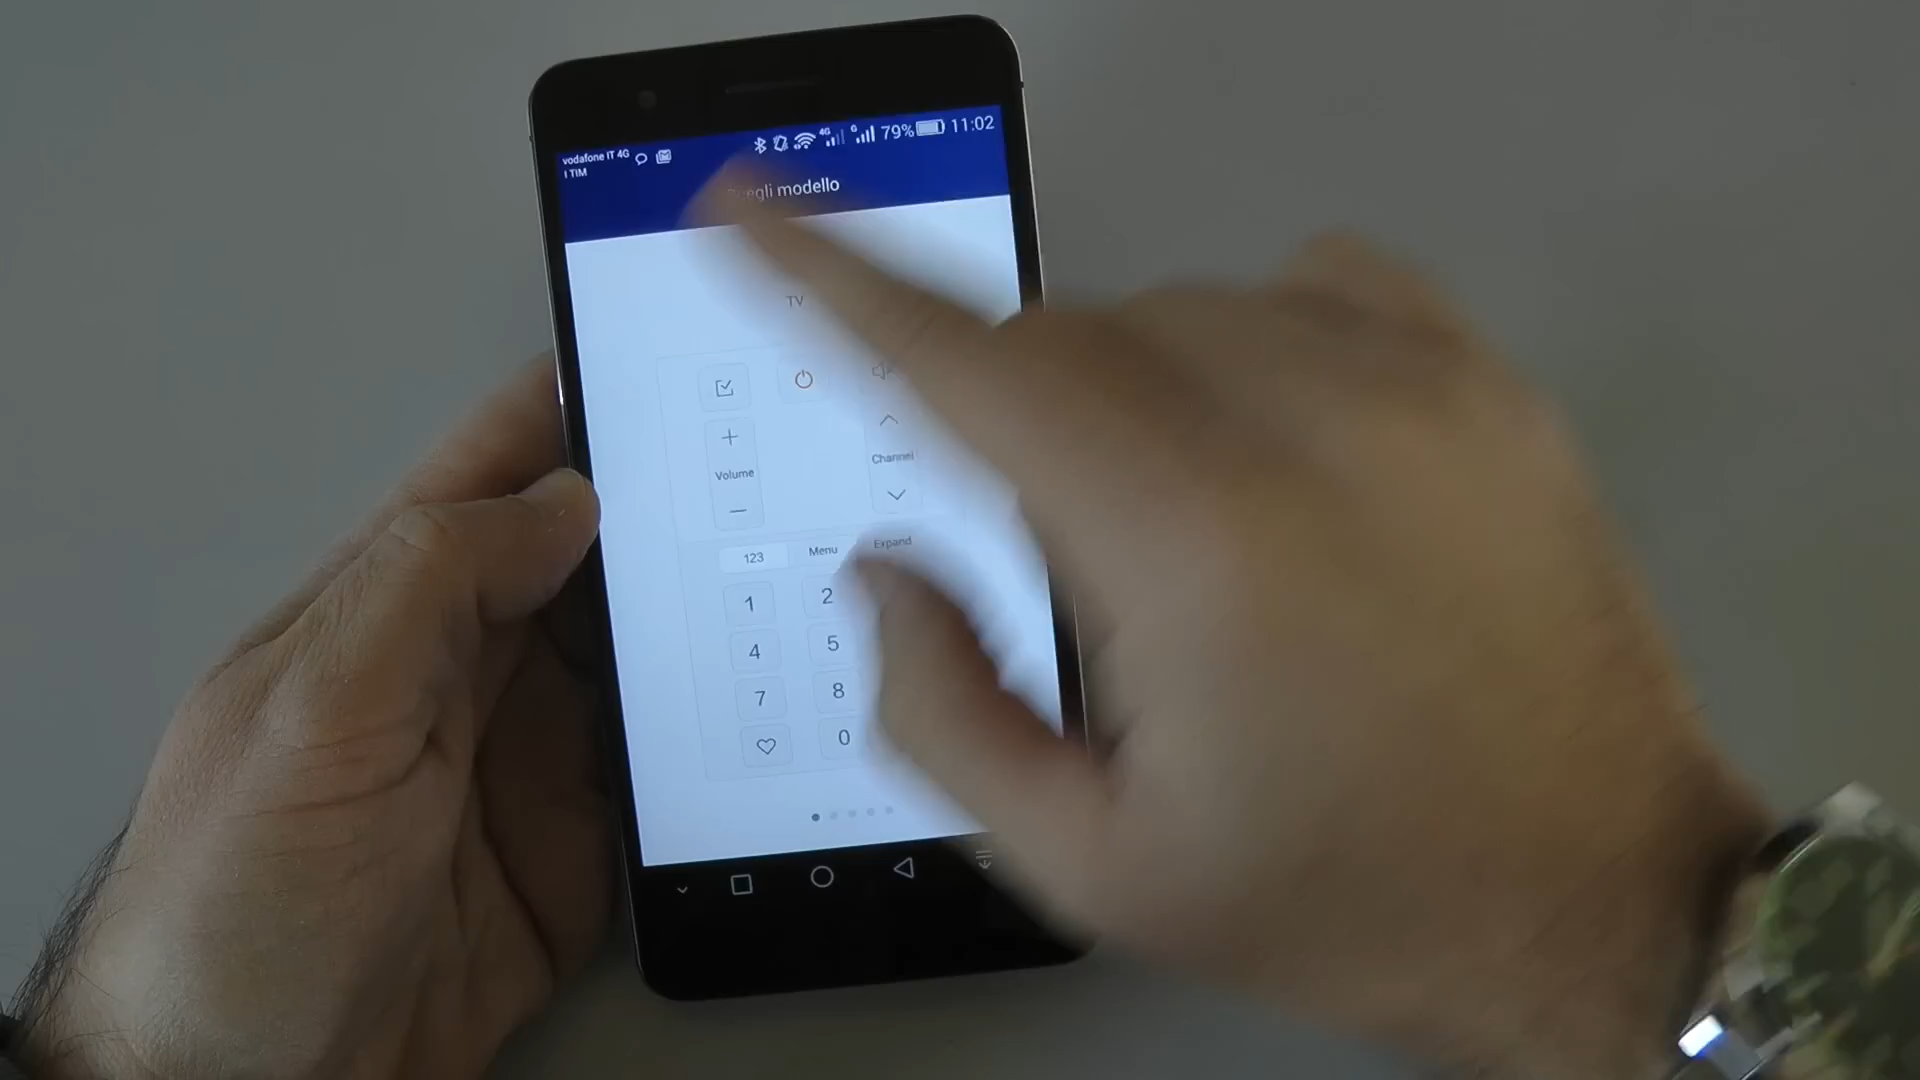 vodafone IT 4G
I TIM
4G
G
79%
11:02
modello
TV
Volume
Channel
123
Menu
Expand
1
2
4
5
7
8
0